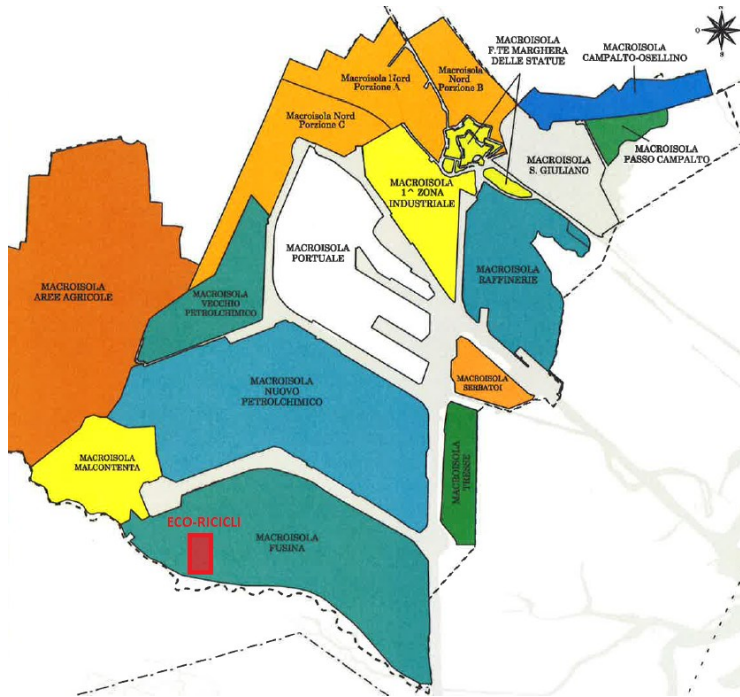 MACROISOLA
F.TE MARGHERA
DELLE STATUE
MACROISOLA
CAMPALTO-OSELLINO
MACROISOLA
PASSO CAMPALTO
MACROISOLA
S. GIULIANO
Macroisola Nord
Porzione A
Macroisola
Nord
Porzione B
Macroisola Nord
Porzione C
MACROISOLA
1^ ZONA
INDUSTRIALE
MACROISOLA
PORTUALE
MACROISOLA
RAFFINERIE
MACROISOLA
AREE AGRICOLE
MACROISOLA
VECCHIO
PETROLCHIMICO
MACROISOLA
NUOVO
PETROLCHIMICO
MACROISOLA
SERBATOI
MACROISOLA
MALCONTENTA
MACROISOLA
TRESSE
ECO-RICICLI
MACROISOLA
FUSINA